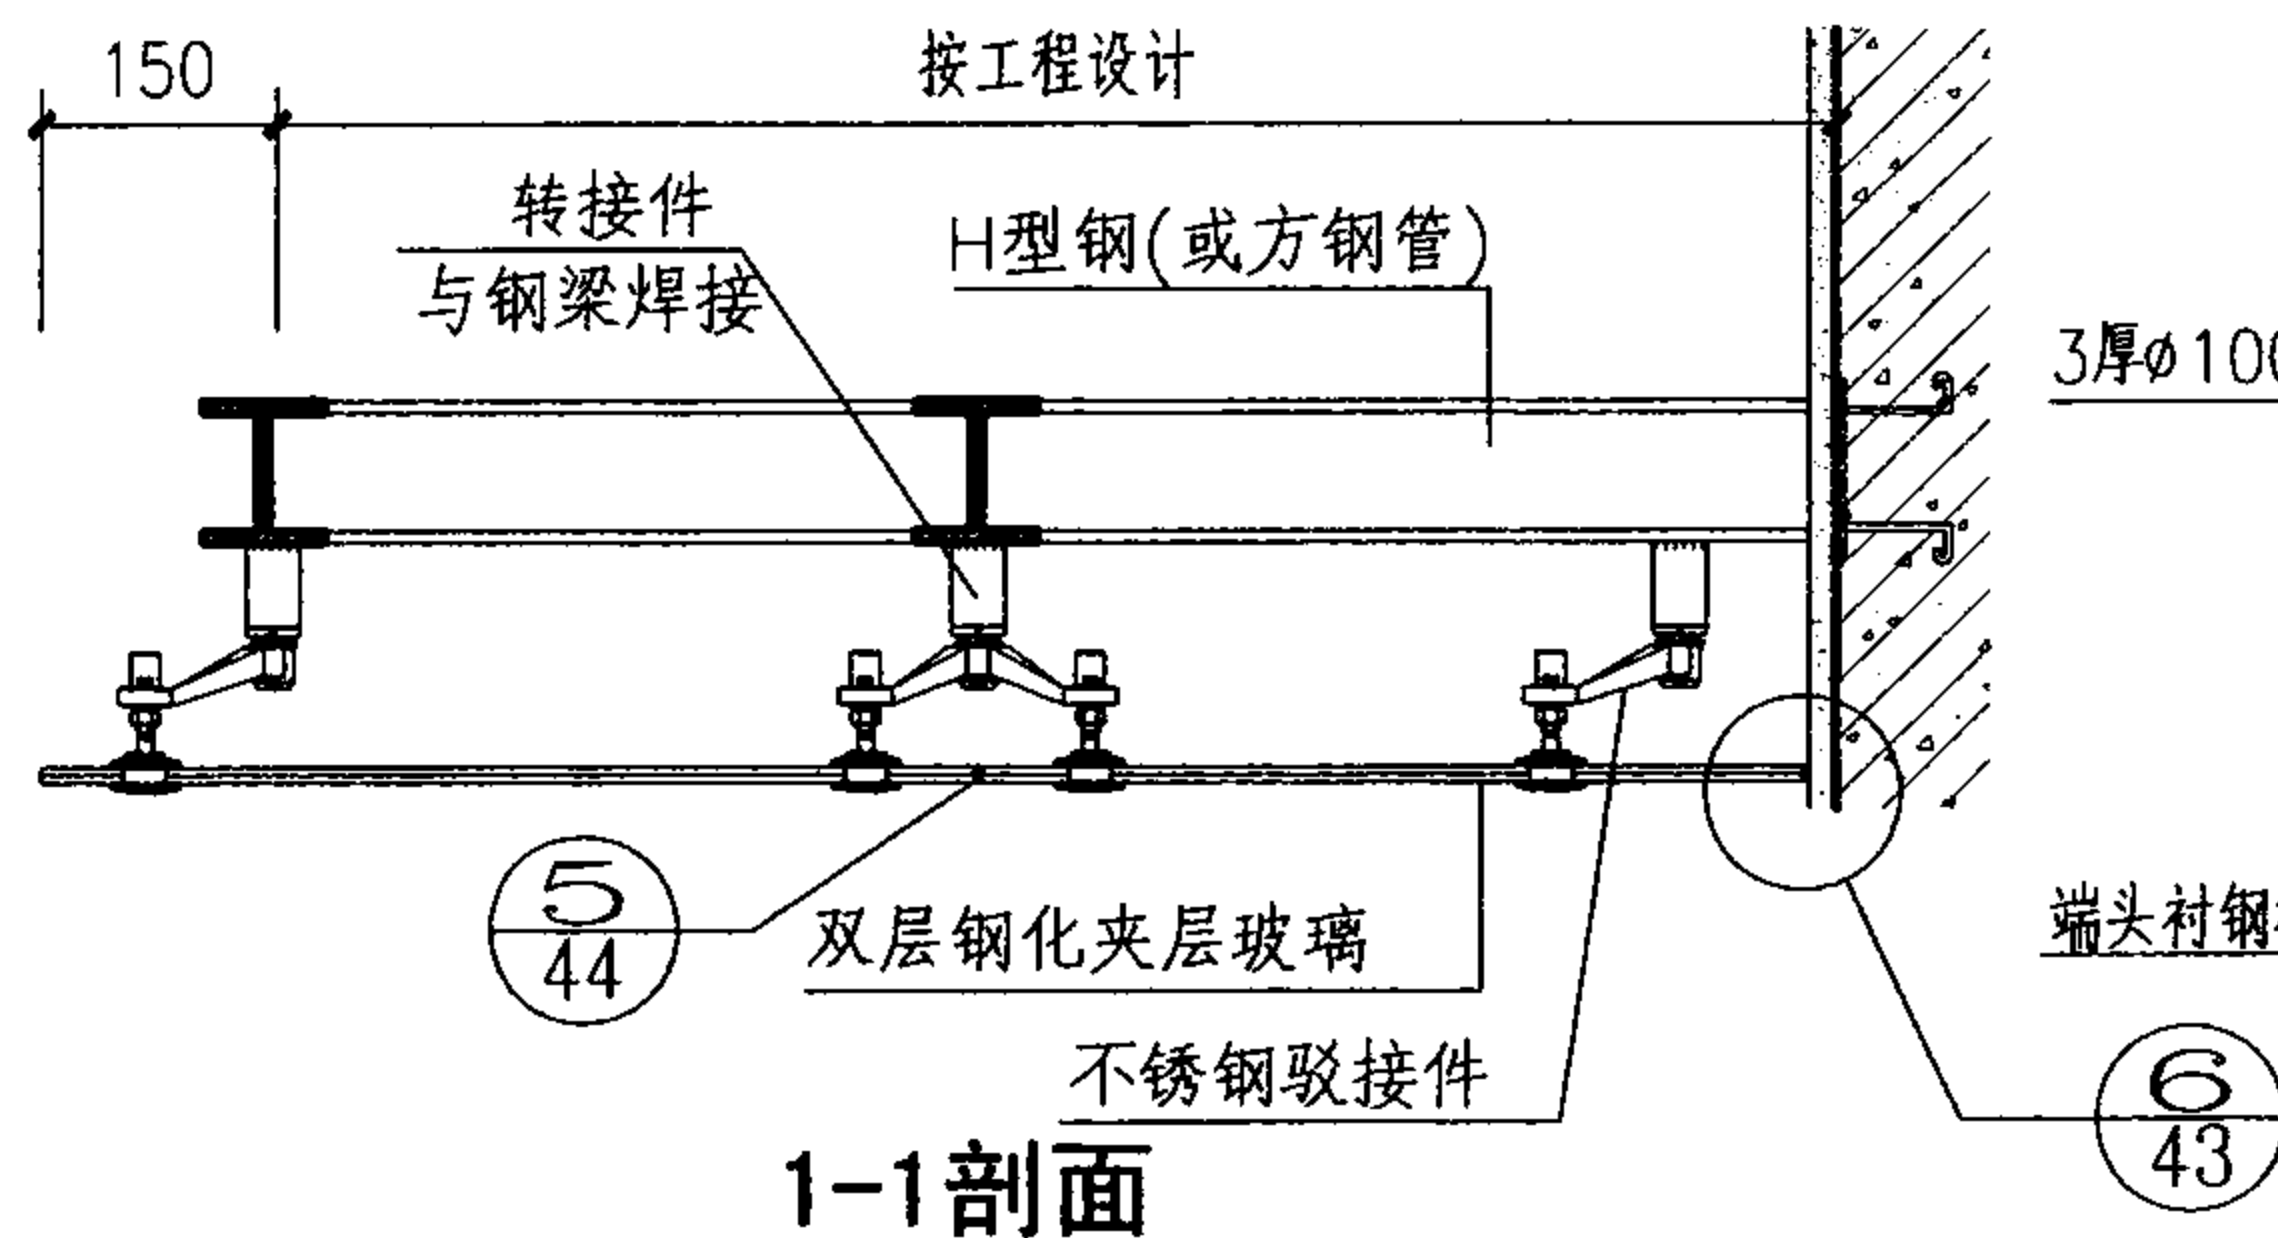 150
按工程设计
转接件
与钢梁焊接
H型钢(或方钢管)
3厚ø100
5
44
双层钢化夹层玻璃
端头衬钢
不锈钢驳接件
6
43
1-1剖面